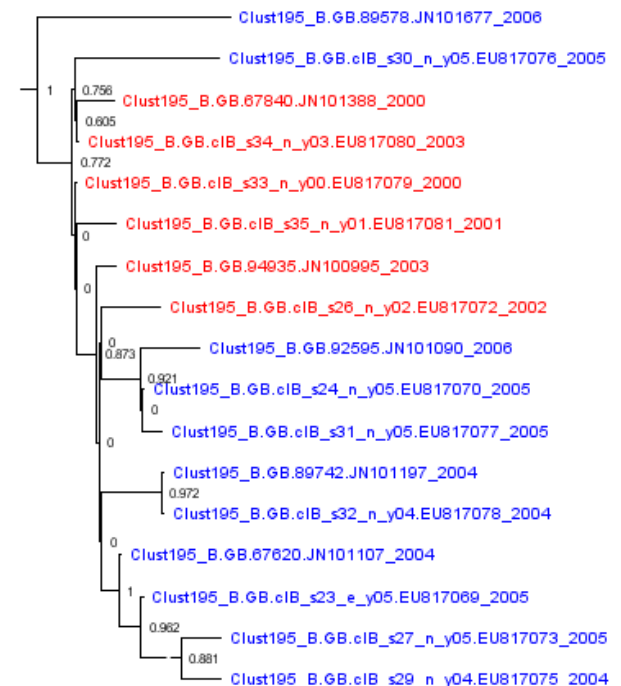 Clust195_B.GB.89578.JN101677_2006
Clust195_B.GB.clB_s30_n_y05.EU817076_2005
1
0.756
Clust195_B.GB.67840.JN101388_2000
0.605
Clust195_B.GB.clB_s34_n_y03.EU817080_2003
0.772
Clust195_B.GB.clB_s33_n_y00.EU817079_2000
Clust195_B.GB.clB_s35_n_y01.EU817081_2001
0
Clust195_B.GB.94935.JN100995_2003
0
Clust195_B.GB.clB_s26_n_y02.EU817072_2002
0
Clust195_B.GB.92595.JN101090_2006
0.873
0.921
Clust195_B.GB.clB_s24_n_y05.EU817070_2005
0
Clust195_B.GB.clB_s31_n_y05.EU817077_2005
0
Clust195_B.GB.89742.JN101197_2004
0.972
Clust195_B.GB.clB_s32_n_y04.EU817078_2004
0
Clust195_B.GB.67620.JN101107_2004
1
Clust195_B.GB.clB_s23_e_y05.EU817069_2005
0.962
Clust195_B.GB.clB_s27_n_y05.EU817073_2005
0.881
Clust195_B.GB.clB_s29_n_y04.EU817075_2004